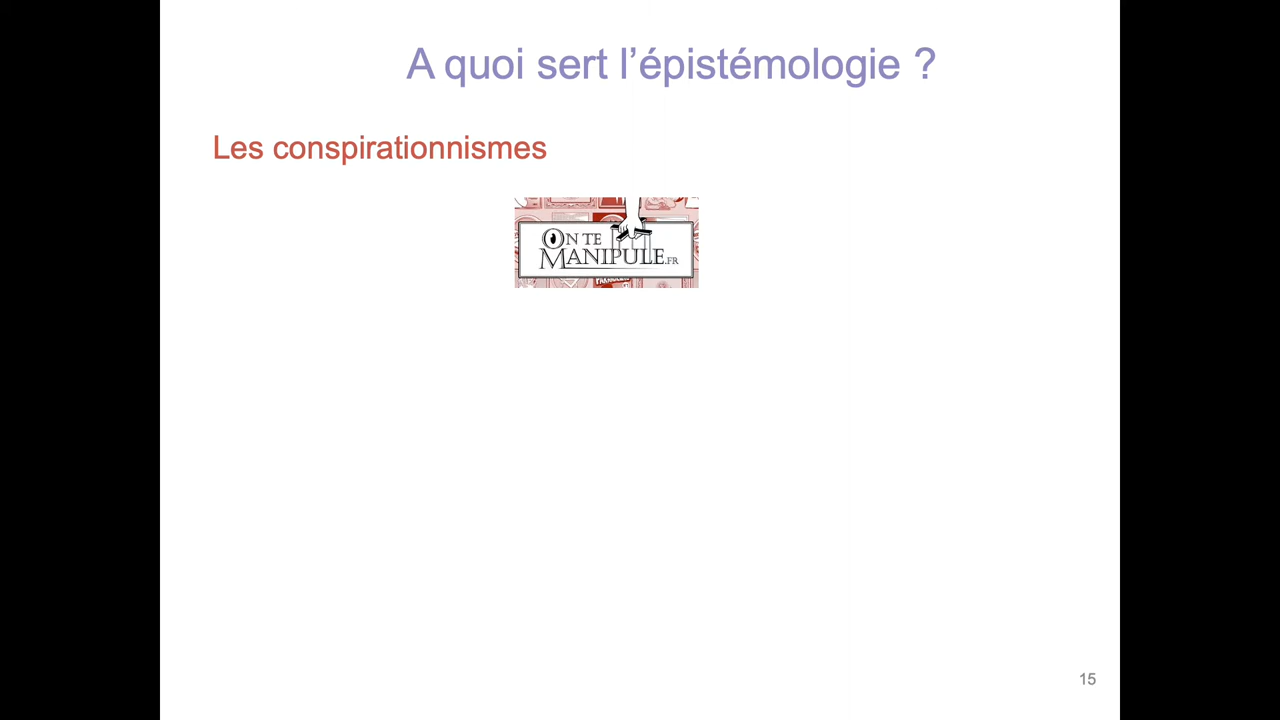 A quoi sert l’épistémologie ?
Les conspirationnismes
ON TE
MANIPULE.FR
15